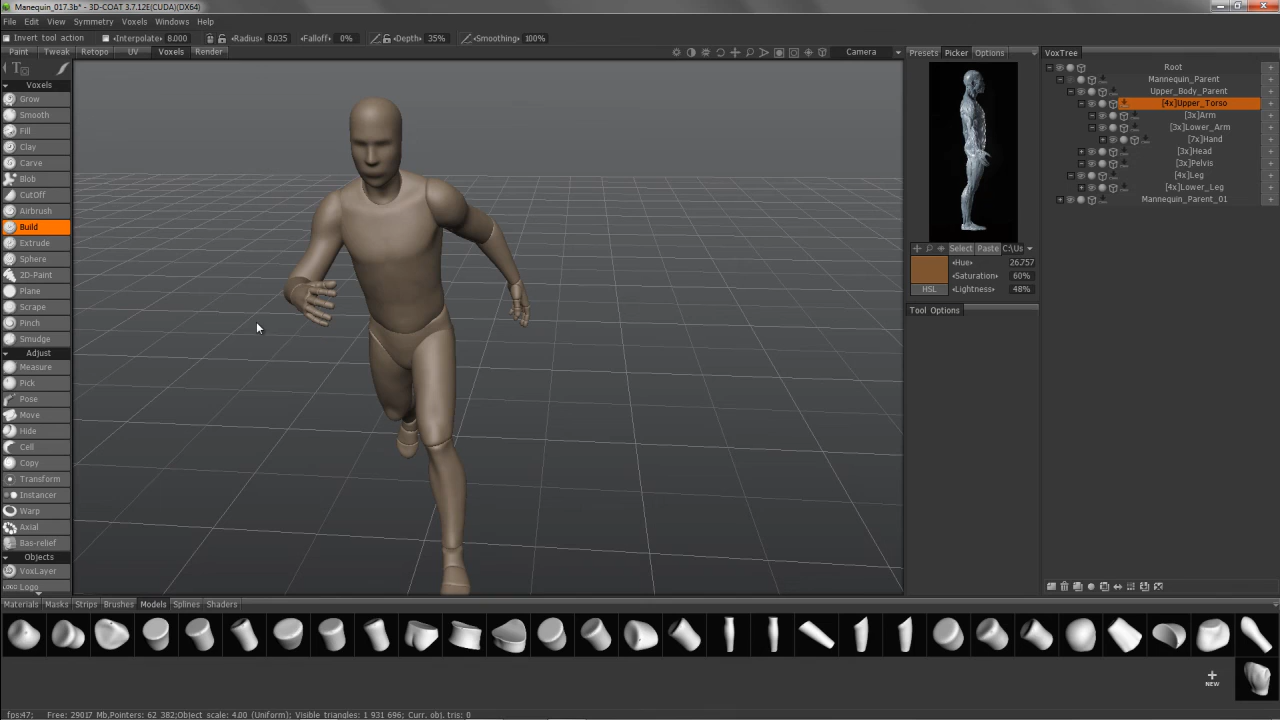 Manequin_017.3b* - 3D-COAT 3.7.12E(CUDA)(DX64)
File Edit View Symmetry Voxels Windows Help
Invert tool action Interpolate 8.000 Radius: 8.035 Falloff: 0% Depth: 35% Smoothing: 100%
Paint Tweak Retopo UV Voxels Render Camera Presets Picker Options VoxTree
Voxels
Grow
Smooth
Fill
Clay
Carve
Blob
CutOff
Airbrush
Build
Extrude
Sphere
2D-Paint
Plane
Scrape
Pinch
Smudge
Adjust
Measure
Pick
Pose
Move
Hide
Cell
Copy
Transform
Instancer
Warp
Axial
Bas-relief
Objects
VoxLayer
Logo
Select Paste C:\Us
Hue: 26.757
Saturation: 60%
HSL Lightness: 48%
Tool Options
Root
Mannequin_Parent
Upper_Body_Parent
[4x]Upper_Torso
[3x]Arm
[3x]Lower_Arm
[7x]Hand
[3x]Head
[3x]Pelvis
[4x]Leg
[4x]Lower_Leg
Mannequin_Parent_01
Materials Masks Strips Brushes Models Splines Shaders
NEW
fps:47; Free: 29017 Mb,Pointers: 62 382;Object scale: 4.00 (Uniform); Visible triangles: 1 931 696; Curr. obj. tris: 0